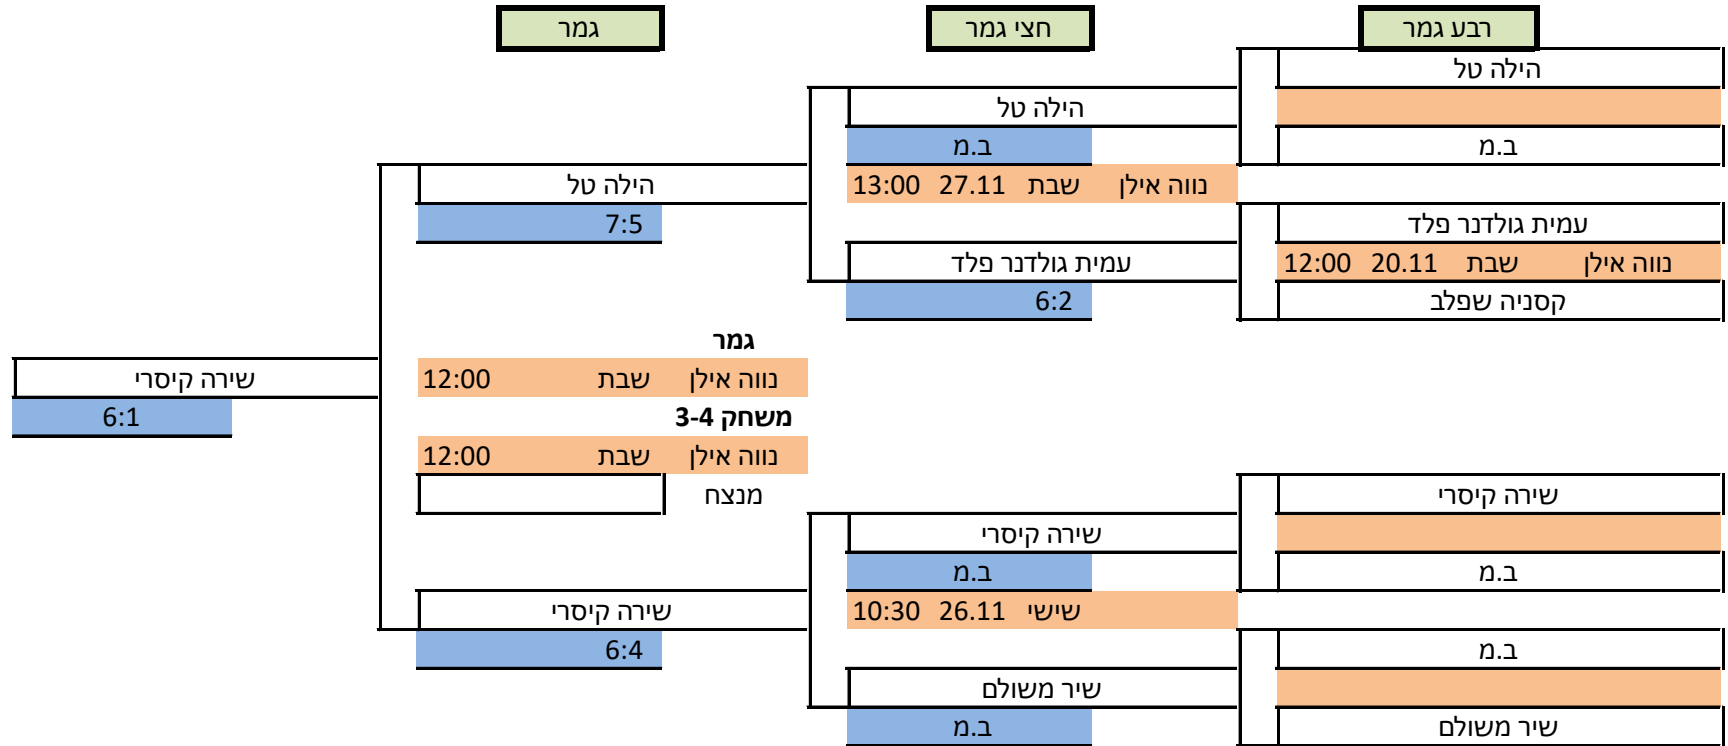 רבע גמר חצי גמר גמר
הילה טל
הילה טל
ב.מ ב.מ
הילה טל
נווה אילן שבת 27.11 13:00
7:5
עמית גולדנר פלד
עמית גולדנר פלד
נווה אילן שבת 20.11 12:00
6:2
קסניה שפלב
גמר
נווה אילן שבת 12:00
שירה קיסרי
משחק 3-4
6:1
נווה אילן שבת 12:00
שירה קיסרי
מנצח
שירה קיסרי
ב.מ ב.מ
שישי 26.11 10:30
שירה קיסרי
ב.מ
6:4
שיר משולם
שיר משולם
ב.מ